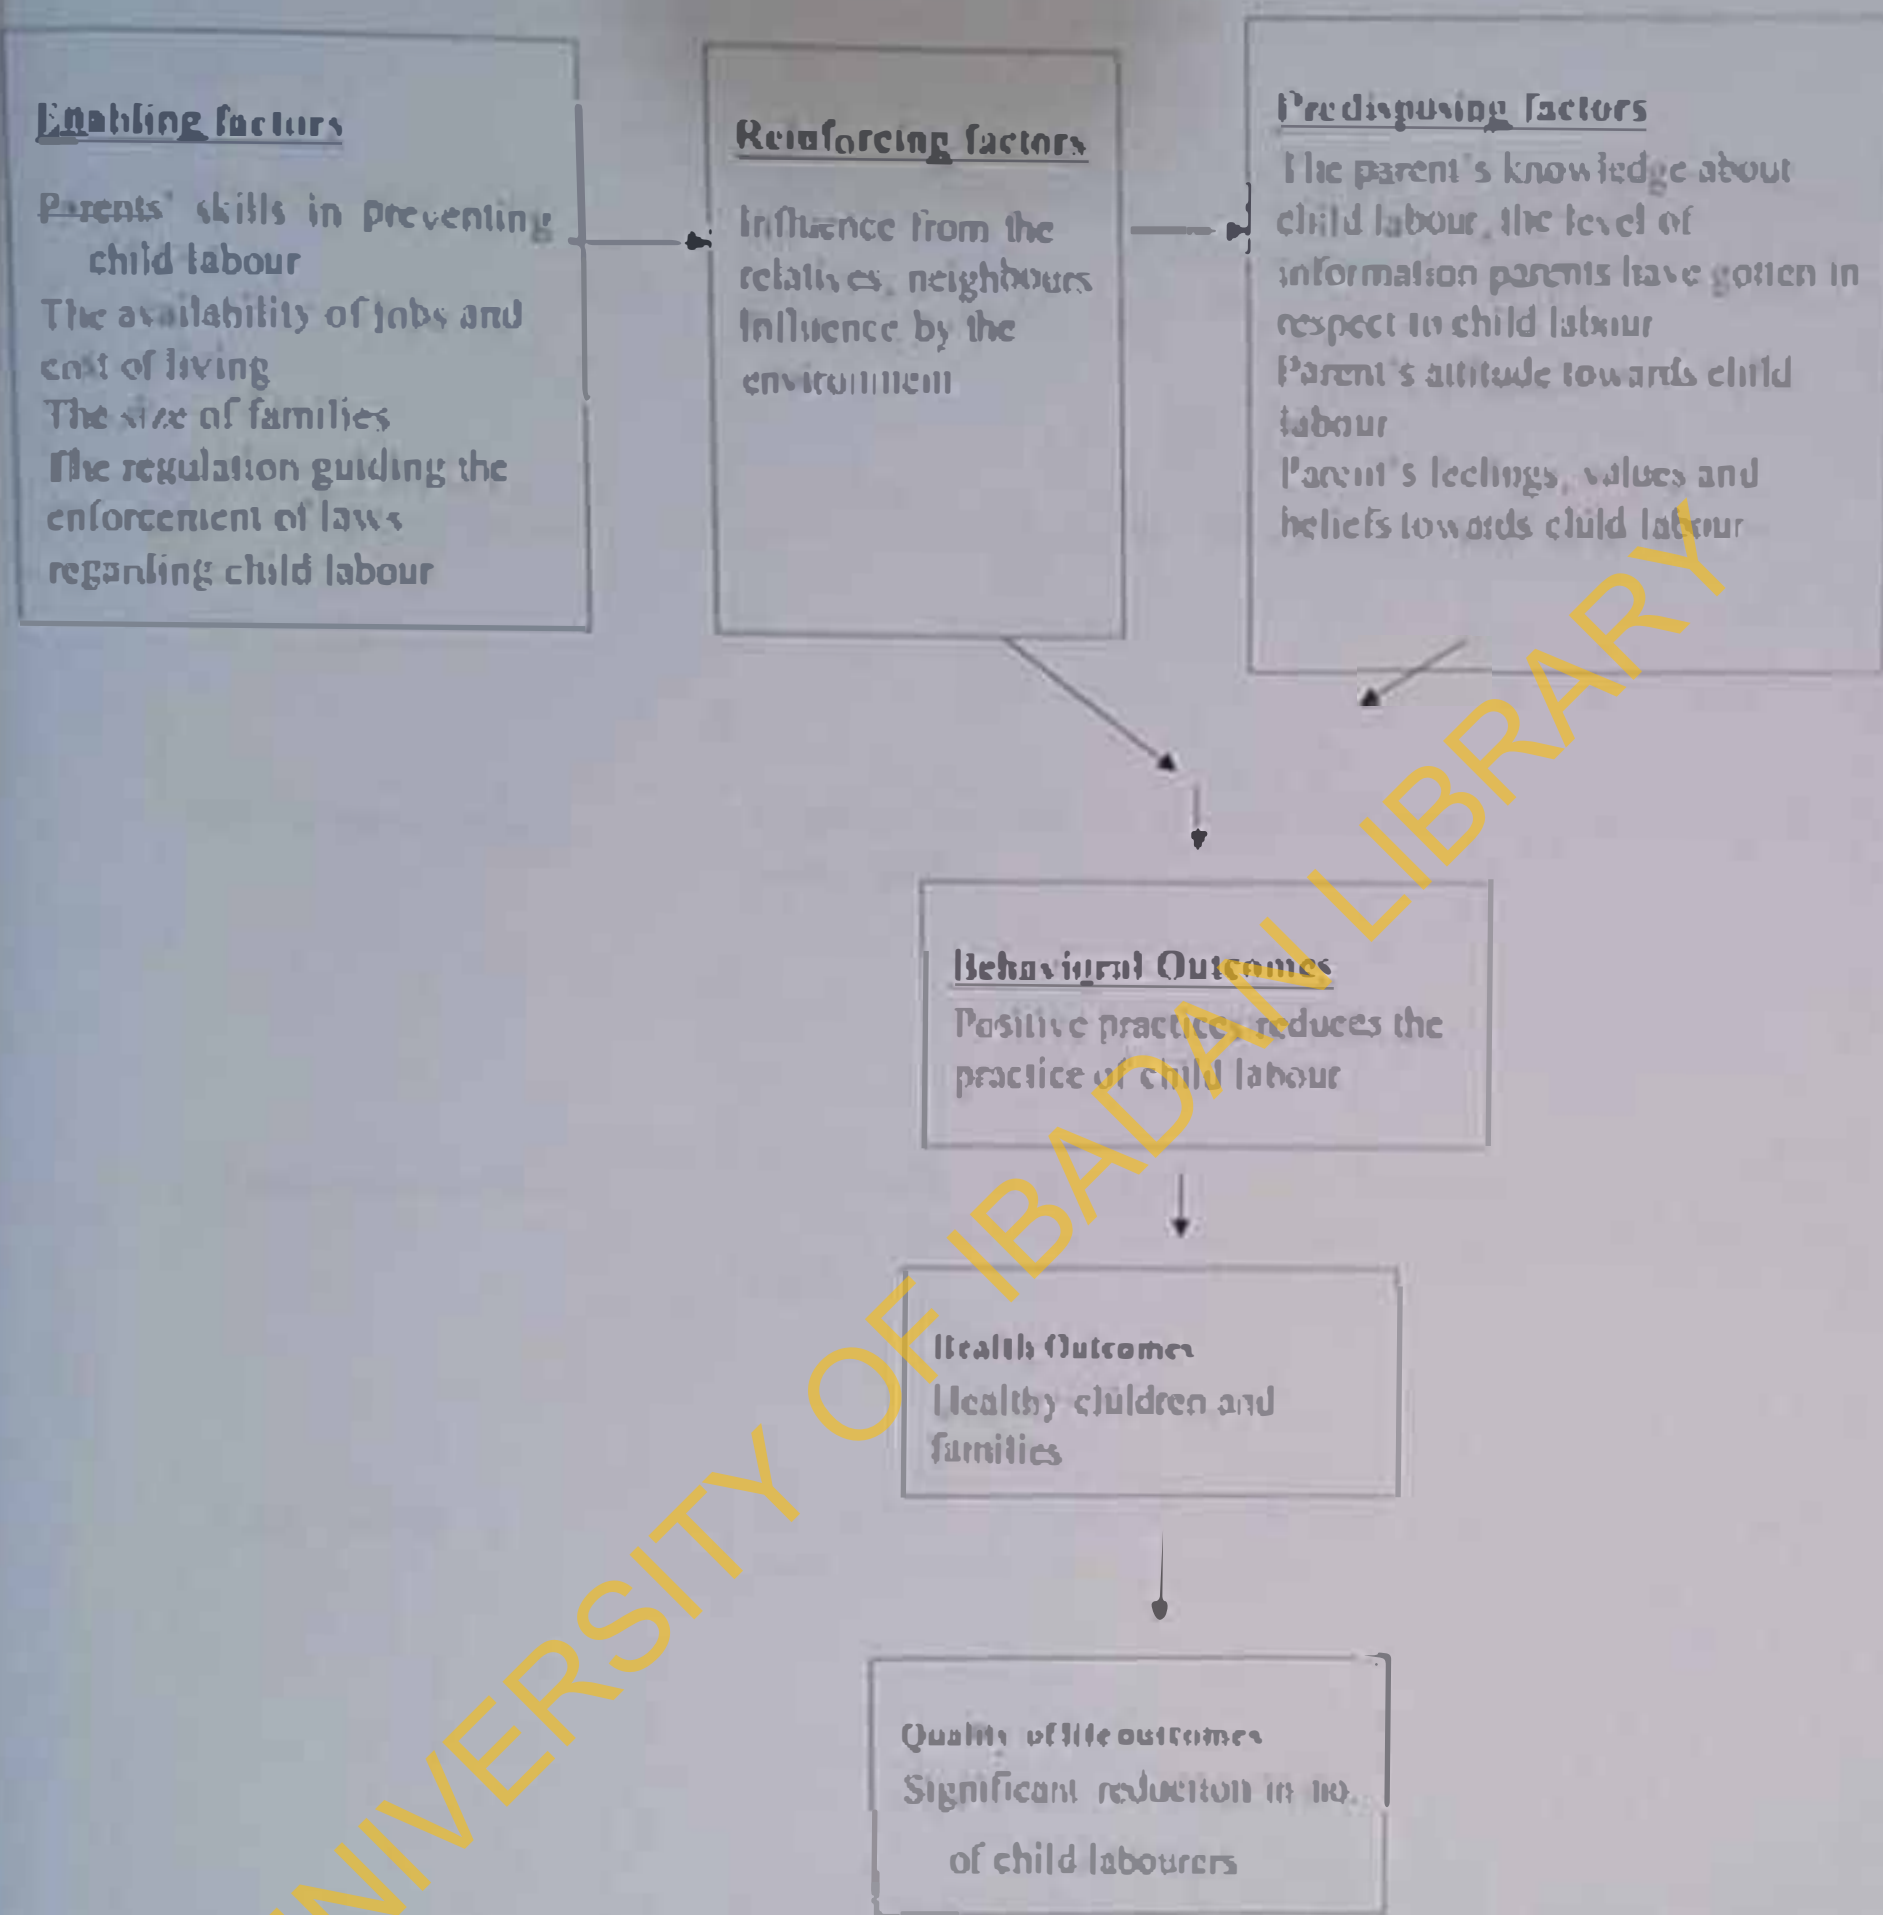 Enabling factors
Parents' skills in preventing
child labour
The availability of jobs and
cost of living
The size of families
The regulation guiding the
enforcement of laws
regarding child labour
Reinforcing factors
Influence from the
relatives, neighbours
Influence by the
environment
Predisposing factors
The parent's knowledge about
child labour, the level of
information parents have gotten in
respect to child labour
Parent's attitude towards child
labour
Parent's feelings, values and
beliefs towards child labour
Behavioural Outcomes
Positive practices reduces the
practice of child labour
Health Outcomes
Healthy children and
families
Quality of life outcomes
Significant reduction in no.
of child labourers
NIVERSITY OF IBADAN LIBRARY